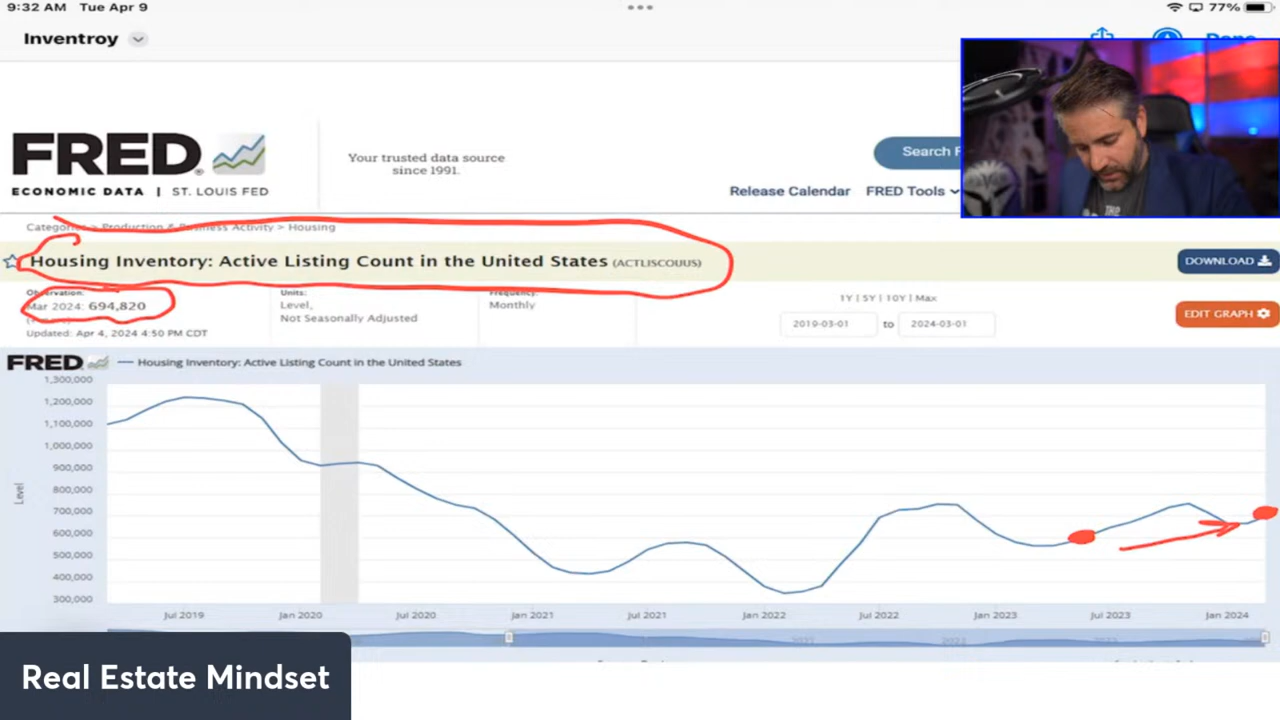 9:32 AM Tue Apr 9
77%
Inventroy
FRED
ECONOMIC DATA | ST. LOUIS FED
Your trusted data source
since 1991.
Search
Release Calendar FRED Tools
THE
Categories > Production & Business Activity > Housing
Housing Inventory: Active Listing Count in the United States (ACTLISCOUUS)
DOWNLOAD
Observation:
Mar 2024: 694,820
Updated: Apr 4, 2024 4:50 PM CDT
Units:
Level,
Not Seasonally Adjusted
Frequency:
Monthly
1Y | 5Y | 10Y | Max
2019-03-01 to 2024-03-01
EDIT GRAPH
FRED — Housing Inventory: Active Listing Count in the United States
1,300,000
1,200,000
1,100,000
1,000,000
900,000
800,000
700,000
600,000
500,000
400,000
300,000
Level
Jul 2019 Jan 2020 Jul 2020 Jan 2021 Jul 2021 Jan 2022 Jul 2022 Jan 2023 Jul 2023 Jan 2024
Real Estate Mindset